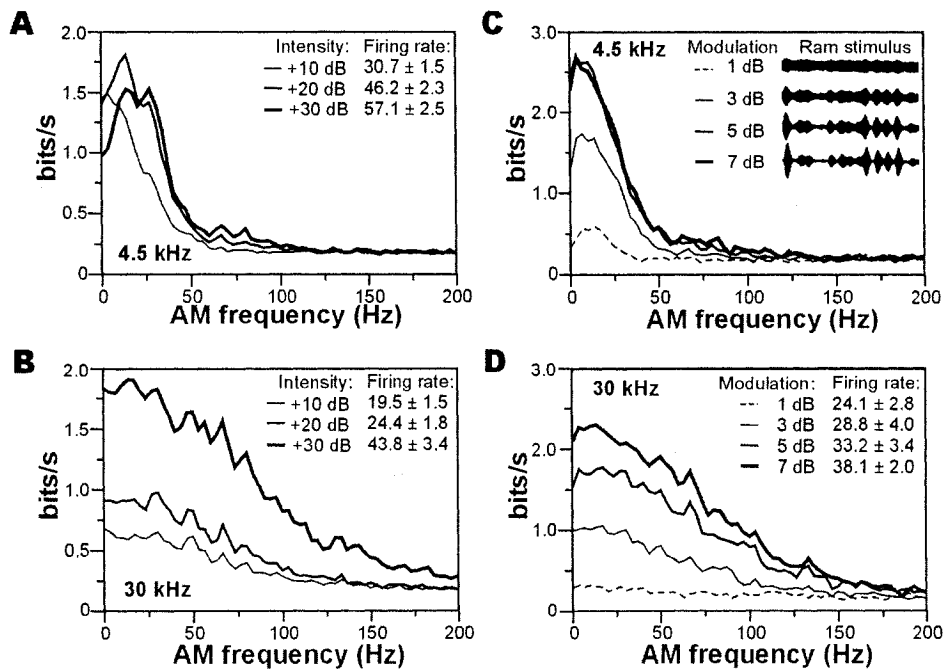 A
2.0
1.5
1.0
0.5
0
bits/s
Intensity: Firing rate:
+10 dB 30.7 ± 1.5
+20 dB 46.2 ± 2.3
+30 dB 57.1 ± 2.5
4.5 kHz
0 50 100 150 200
AM frequency (Hz)
C
3.0
2.0
1.0
0
bits/s
4.5 kHz
Modulation Ram stimulus
1 dB
3 dB
5 dB
7 dB
0 50 100 150 200
AM frequency (Hz)
B
2.0
1.5
1.0
0.5
0
bits/s
Intensity: Firing rate:
+10 dB 19.5 ± 1.5
+20 dB 24.4 ± 1.8
+30 dB 43.8 ± 3.4
30 kHz
0 50 100 150 200
AM frequency (Hz)
D
3.0
2.0
1.0
0
bits/s
30 kHz
Modulation: Firing rate:
1 dB 24.1 ± 2.8
3 dB 28.8 ± 4.0
5 dB 33.2 ± 3.4
7 dB 38.1 ± 2.0
0 50 100 150 200
AM frequency (Hz)